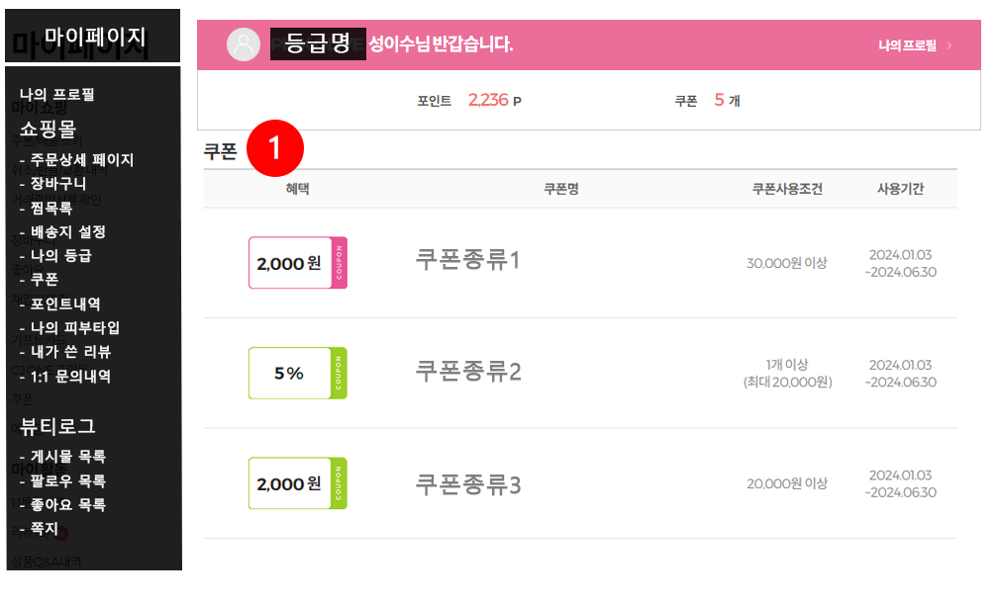 마이페이지
등급명 성이수님 반갑습니다.
나의 프로필 >
포인트 2,236 P
쿠폰 5 개
나의 프로필
쇼핑몰
- 주문상세 페이지
- 장바구니
- 찜목록
- 배송지 설정
- 나의 등급
- 쿠폰
- 포인트내역
- 나의 피부타입
- 내가 쓴 리뷰
- 1:1 문의내역
뷰티로그
- 게시물 목록
- 팔로우 목록
- 좋아요 목록
- 쪽지
상품Q&A내역
쿠폰 1
혜택 쿠폰명 쿠폰사용조건 사용기간
2,000 원 COUPON 쿠폰종류1 30,000원 이상 2024.01.03
~2024.06.30
5 % COUPON 쿠폰종류2 1개 이상 2024.01.03
(최대 20,000원) ~2024.06.30
2,000 원 COUPON 쿠폰종류3 20,000원 이상 2024.01.03
~2024.06.30